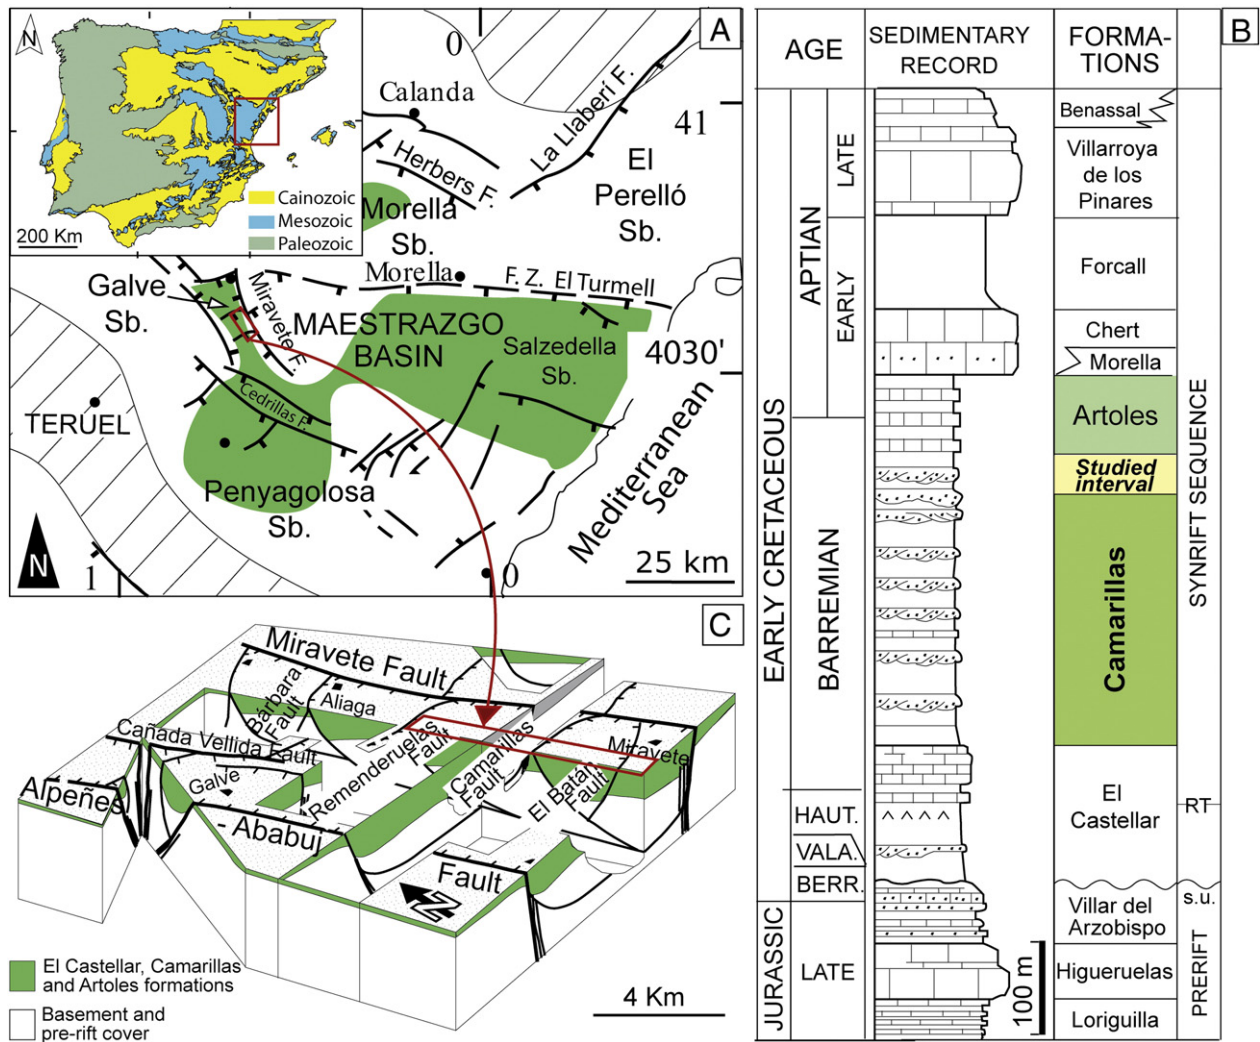 A
N
0
Calanda
La Llaberí F.
41
Herbers F.
El
Perelló
Sb.
Morella
Sb.
Cainozoic
Mesozoic
Paleozoic
200 Km
Morella
F. Z. El Turmell
Galve
Sb.
Miravete F.
MAESTRAZGO
BASIN
Salzedella
Sb.
4030'
Cedrillas F.
TERUEL
Penyagolosa
Sb.
Mediterranean
Sea
N
1
0
25 km
C
Miravete Fault
Bárbara
Fault
Aliaga
Cañada Vellida Fault
Galve
Remenderuelas
Fault
Camarillas
Fault
El Batán
Fault
Miravete
Alpeñes
- Ababuj
Fault
N
El Castellar, Camarillas
and Artoles formations
Basement and
pre-rift cover
4 Km
B
AGE
SEDIMENTARY
RECORD
FORMA-
TIONS
EARLY CRETACEOUS
JURASSIC
APTIAN
LATE
EARLY
BARREMIAN
HAUT.
VALA.
BERR.
LATE
Benassal
Villarroya
de los
Pinares
Forcall
Chert
Morella
Artoles
Studied
interval
Camarillas
El
Castellar
Villar del
Arzobispo
Higueruelas
Loriguilla
100 m
SYNRIFT SEQUENCE
RT
s.u.
PRERIFT